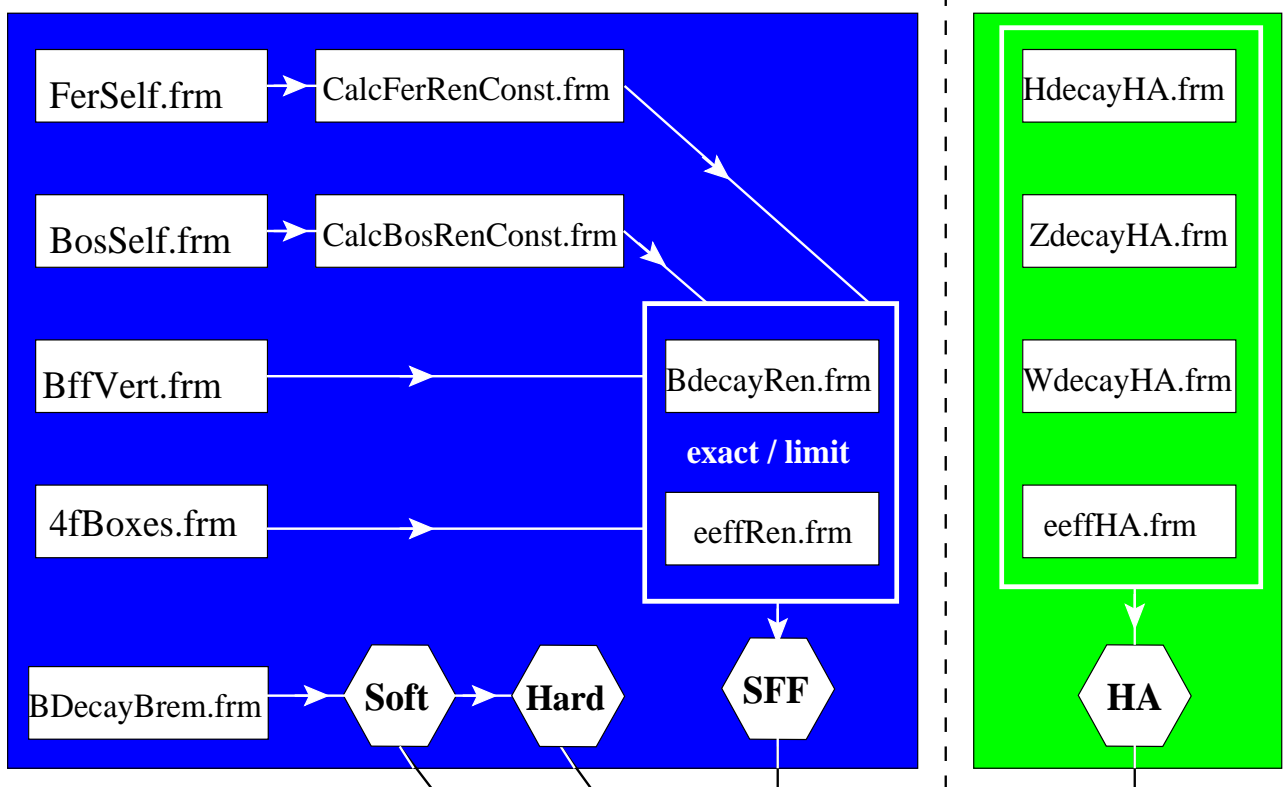 FerSelf.frm
CalcFerRenConst.frm
HdecayHA.frm
BosSelf.frm
CalcBosRenConst.frm
ZdecayHA.frm
BffVert.frm
BdecayRen.frm
WdecayHA.frm
exact / limit
4fBoxes.frm
eeffRen.frm
eeffHA.frm
BDecayBrem.frm
Soft
Hard
SFF
HA